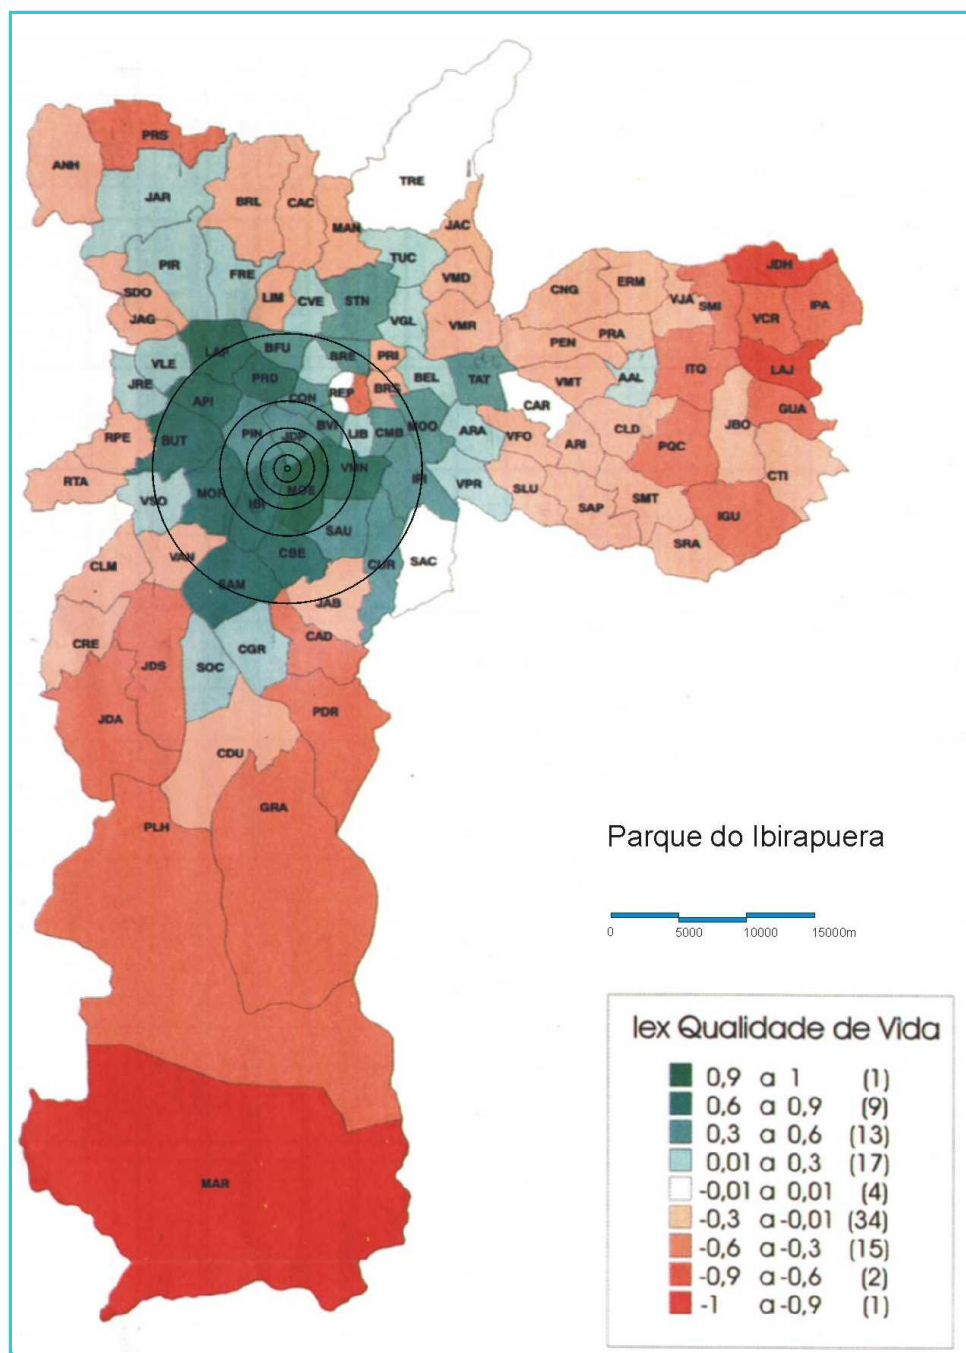 PRS
ANH
TRE
JAR
BRL
CAC
MAN
JAC
TUC
PIR
FRE
VMD
JDH
ERM
CNG
SDO
LIM
CVE
STN
VJA
SMI
IPA
JAG
VGL
VMR
VCR
PRA
PEN
LAP
BFU
BRE
PRI
VLE
ITQ
LAJ
JRE
PRD
REP
BRS
BEL
TAT
VMT
AAL
API
CON
CAR
GUA
PIN
JDP
BVI
LIB
CMB
MOO
ARA
VFO
ARI
CLD
JBO
RPE
BUT
PQC
VMN
RTA
VSO
MOR
IBI
MOE
IPI
VPR
SLU
CTI
SMT
SAP
IGU
SAU
SRA
VAN
CBE
CUR
SAC
CLM
SAM
JAB
CRE
CAD
JDS
SOC
CGR
JDA
PDR
CDU
GRA
PLH
MAR
Parque do Ibirapuera
0 5000 10000 15000m
Iex Qualidade de Vida
0,9 a 1 (1)
0,6 a 0,9 (9)
0,3 a 0,6 (13)
0,01 a 0,3 (17)
-0,01 a 0,01 (4)
-0,3 a -0,01 (34)
-0,6 a -0,3 (15)
-0,9 a -0,6 (2)
-1 a -0,9 (1)